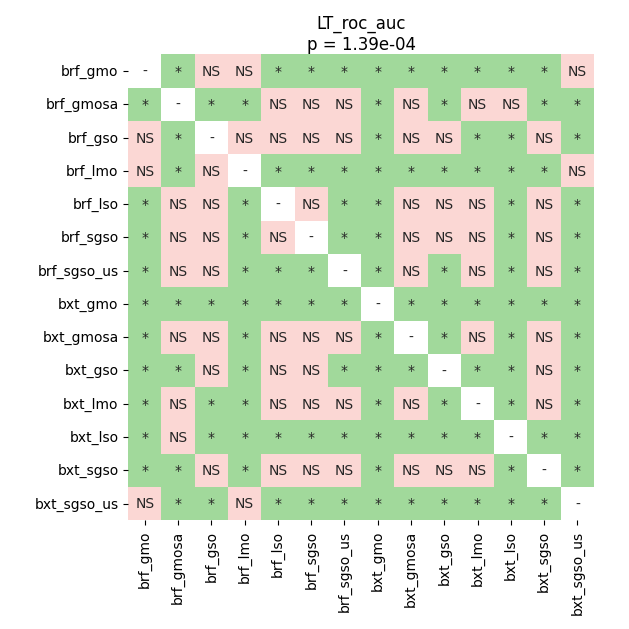 LT_roc_auc
p = 1.39e-04
brf_gmo - * NS NS * * * * * * * * * NS
brf_gmosa * - * * NS NS NS * NS * NS NS * *
brf_gso NS * - NS NS NS NS * NS NS * * NS *
brf_lmo NS * NS - * * * * * * * * * NS
brf_lso * NS NS * - NS * * NS NS NS * NS *
brf_sgso * NS NS * NS - * * NS NS NS * NS *
brf_sgso_us * NS NS * * * - * NS * NS * NS *
bxt_gmo * * * * * * * - * * * * * *
bxt_gmosa * NS NS * NS NS NS * - * NS * NS *
bxt_gso * * NS * NS NS * * * - * * NS *
bxt_lmo * NS * * NS NS NS * NS * - * NS *
bxt_lso * NS * * * * * * * * * - * *
bxt_sgso * * NS * NS NS NS * NS NS NS * - *
bxt_sgso_us NS * * NS * * * * * * * * * -
brf_gmo
brf_gmosa
brf_gso
brf_lmo
brf_lso
brf_sgso
brf_sgso_us
bxt_gmo
bxt_gmosa
bxt_gso
bxt_lmo
bxt_lso
bxt_sgso
bxt_sgso_us